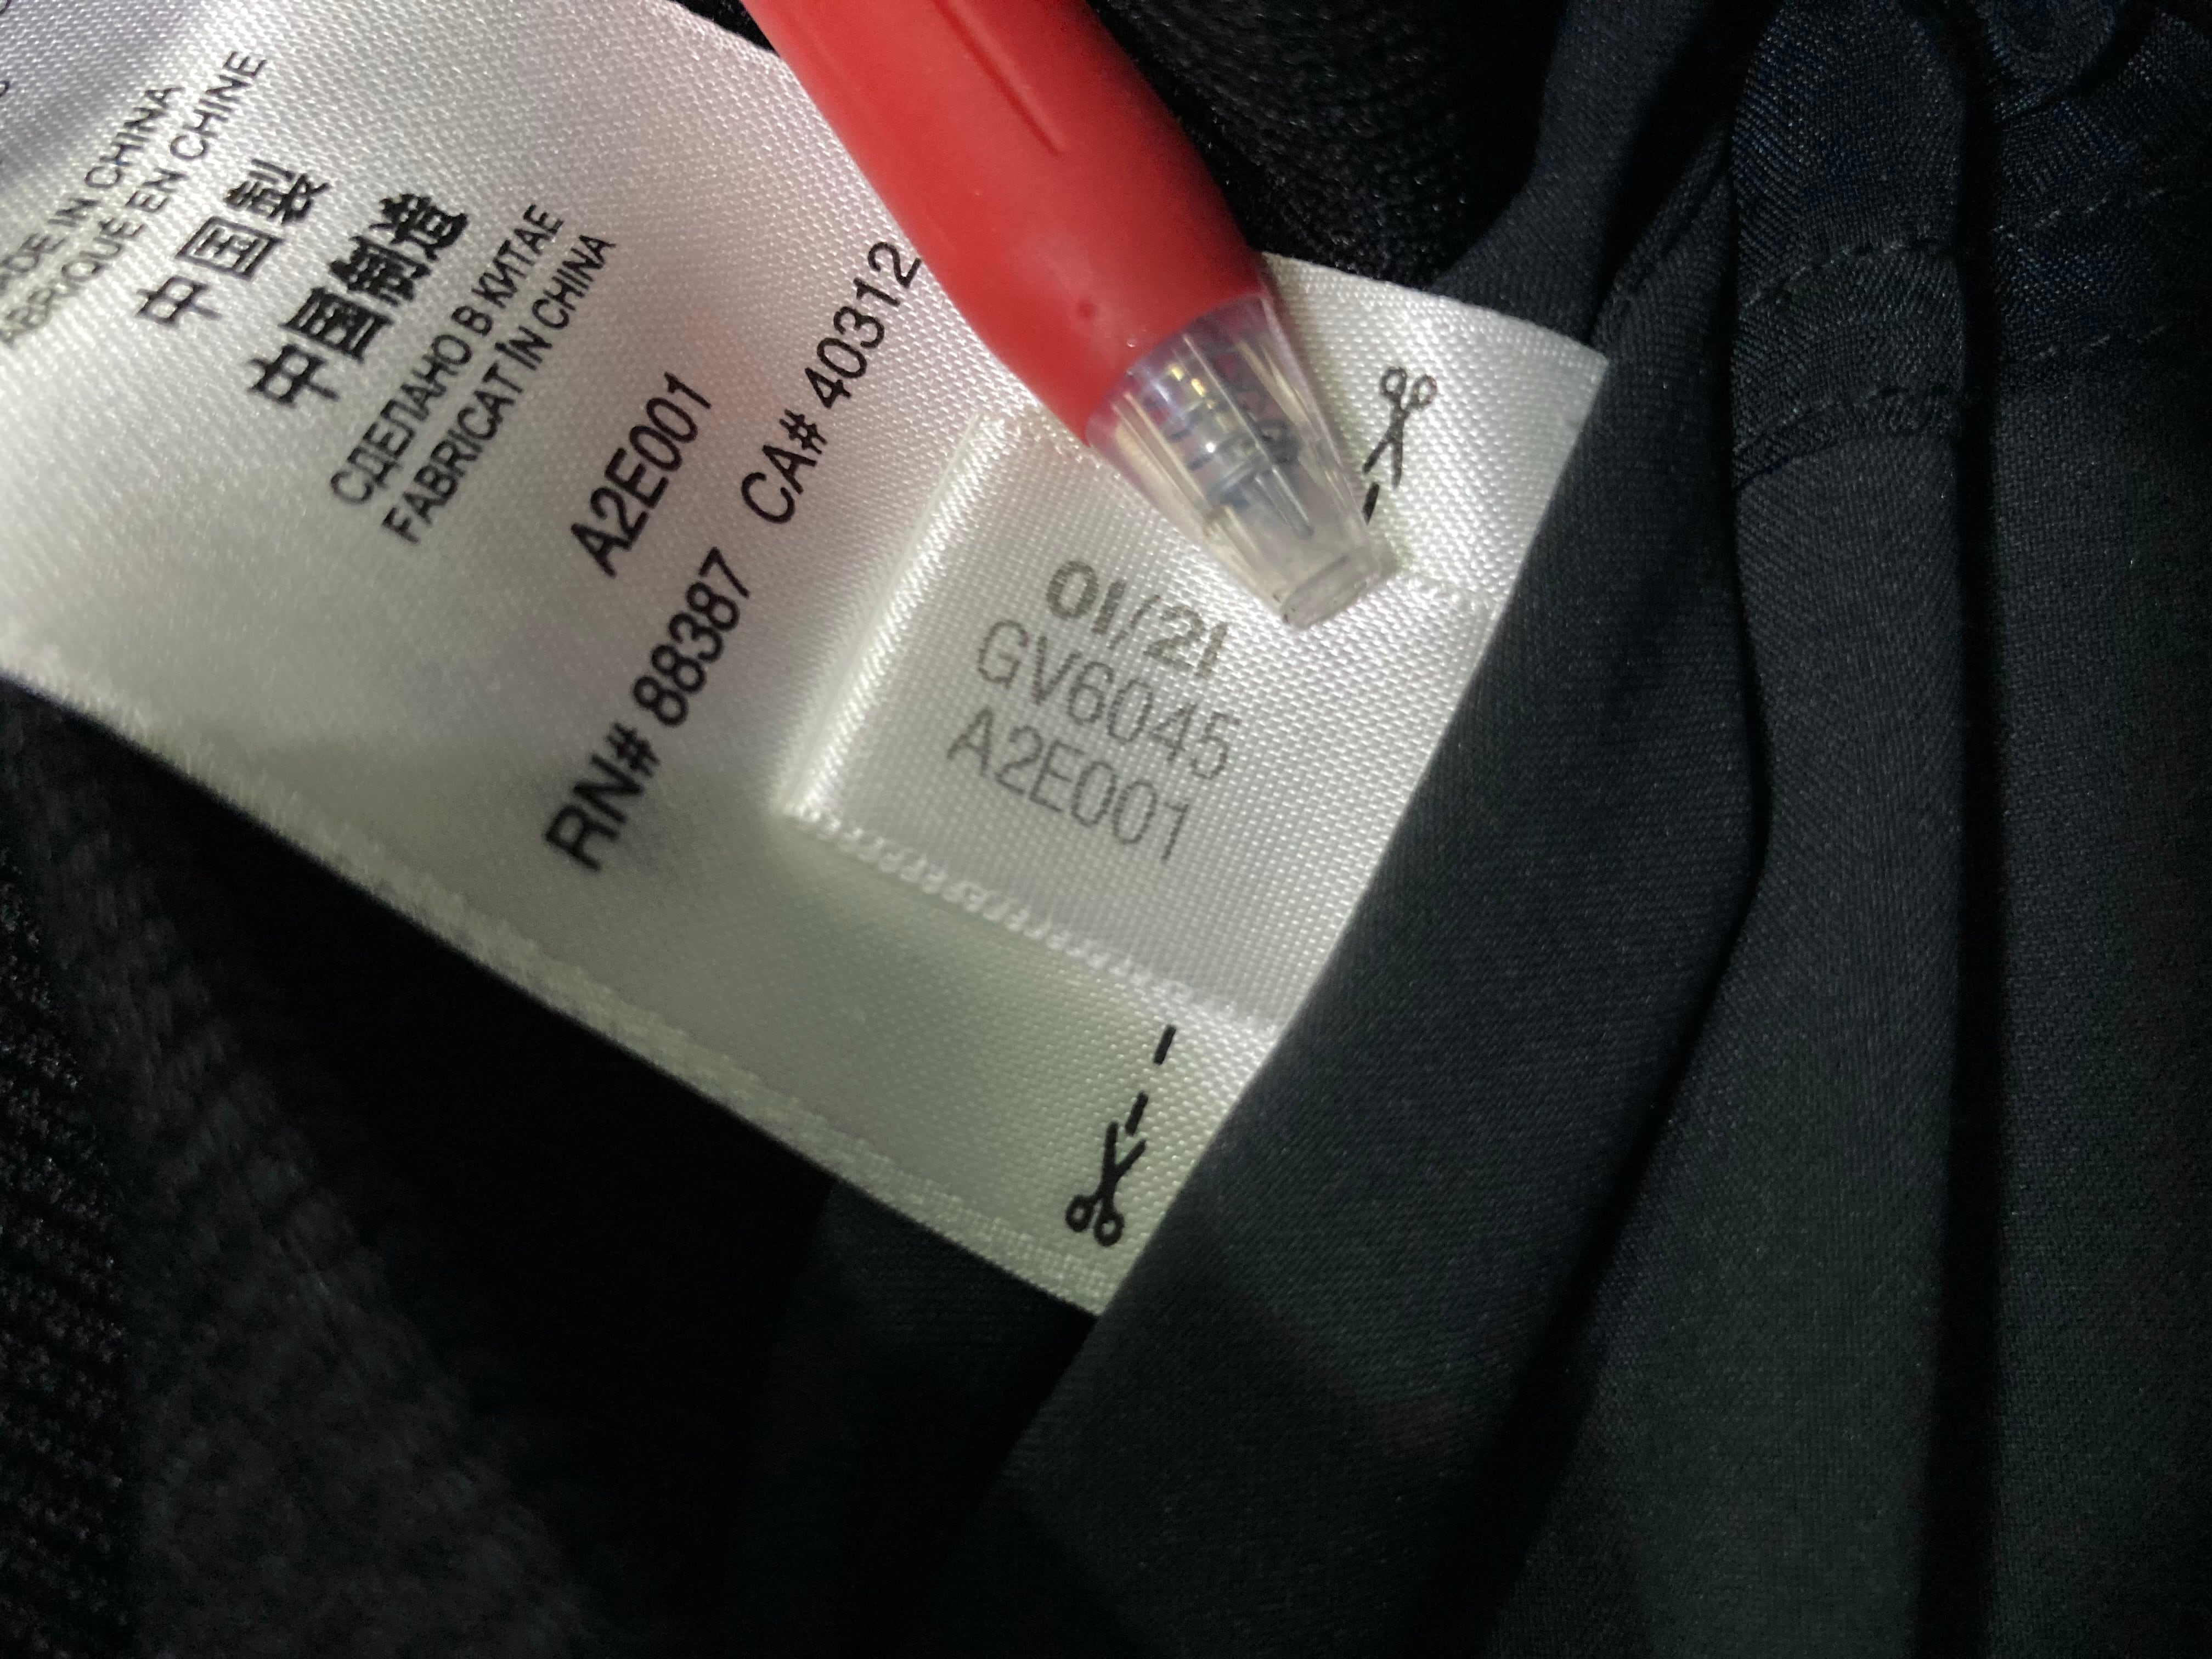 MADE IN CHINA
FABRIQUÉ EN CHINE
中国製
中国制造
СДЕЛАНО В КИТАЕ
FABRICAT ÎN CHINA
A2E001
RN# 88387 CA# 40312
01/21
GV6045
A2E001